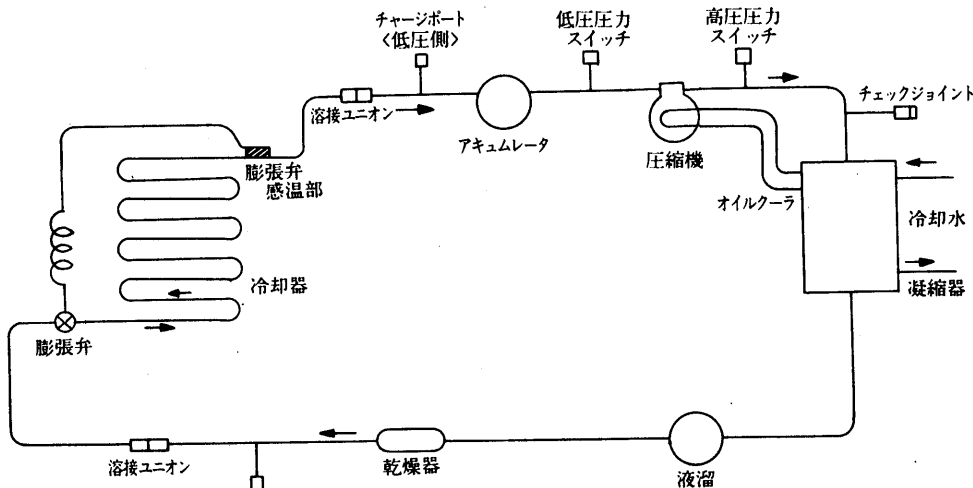 チャージポート
〈低圧側〉
低圧圧力
スイッチ
高圧圧力
スイッチ
チェックジョイント
溶接ユニオン
アキュムレータ
圧縮機
膨張弁
感温部
オイルクーラ
冷却水
冷却器
凝縮器
膨張弁
溶接ユニオン
乾燥器
液溜